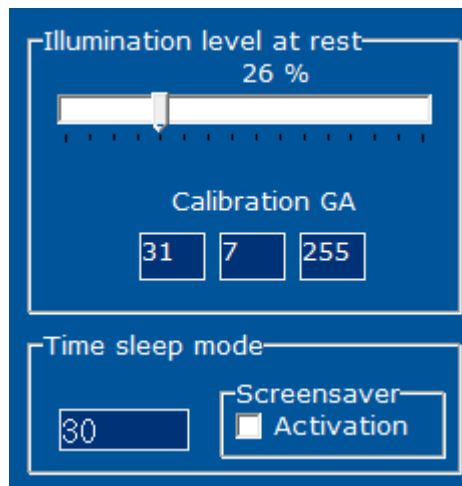 Illumination level at rest
26 %
Calibration GA
31 7 255
Time sleep mode
Screensaver
30 Activation